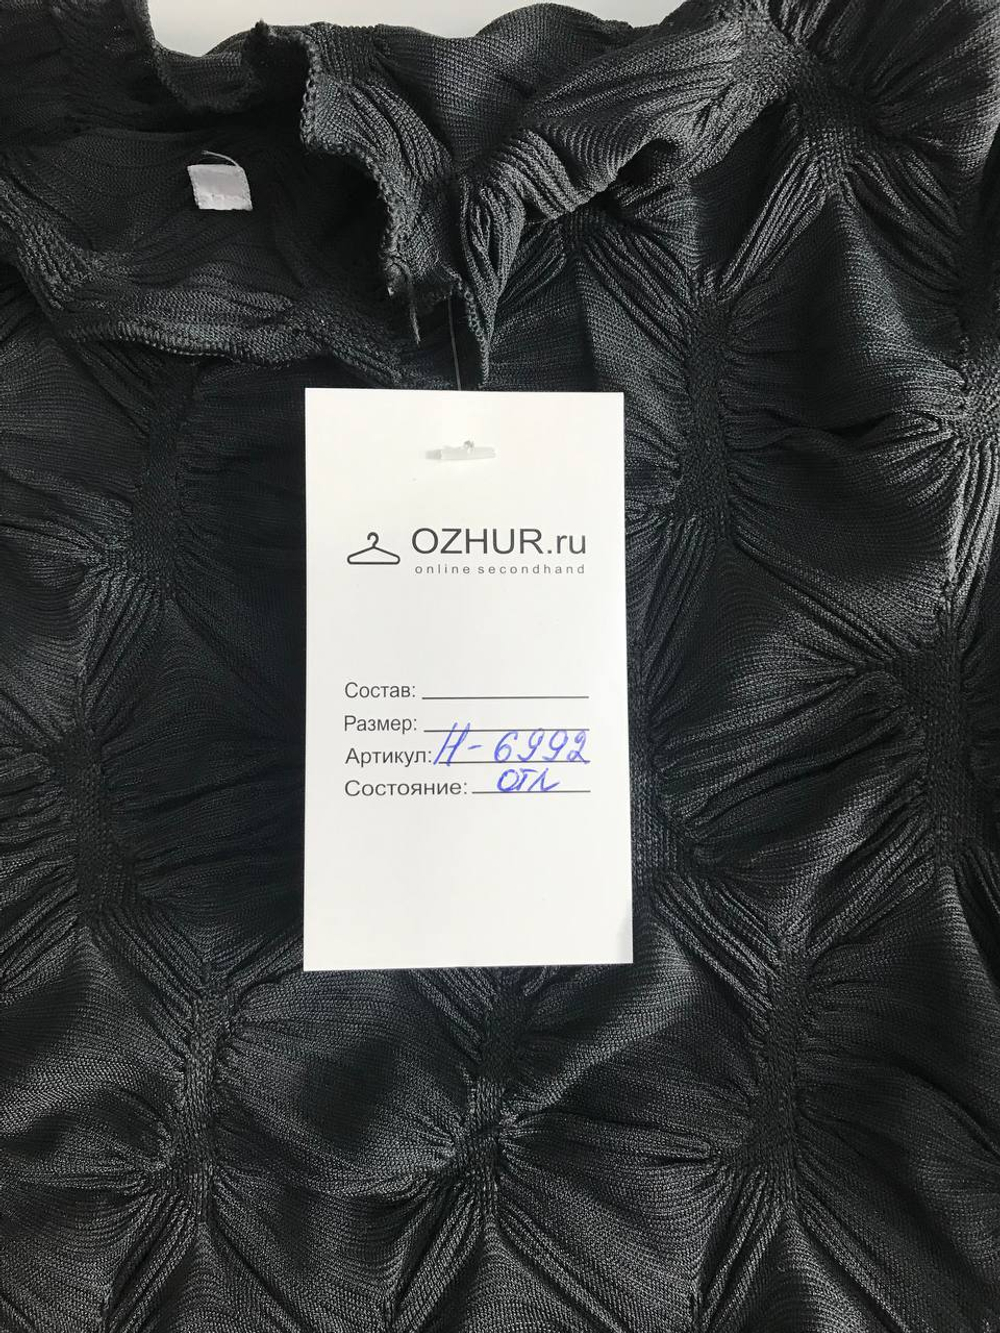 OZHUR.ru
online secondhand
Состав:
Размер:
Артикул: Н-6992
Состояние: отл